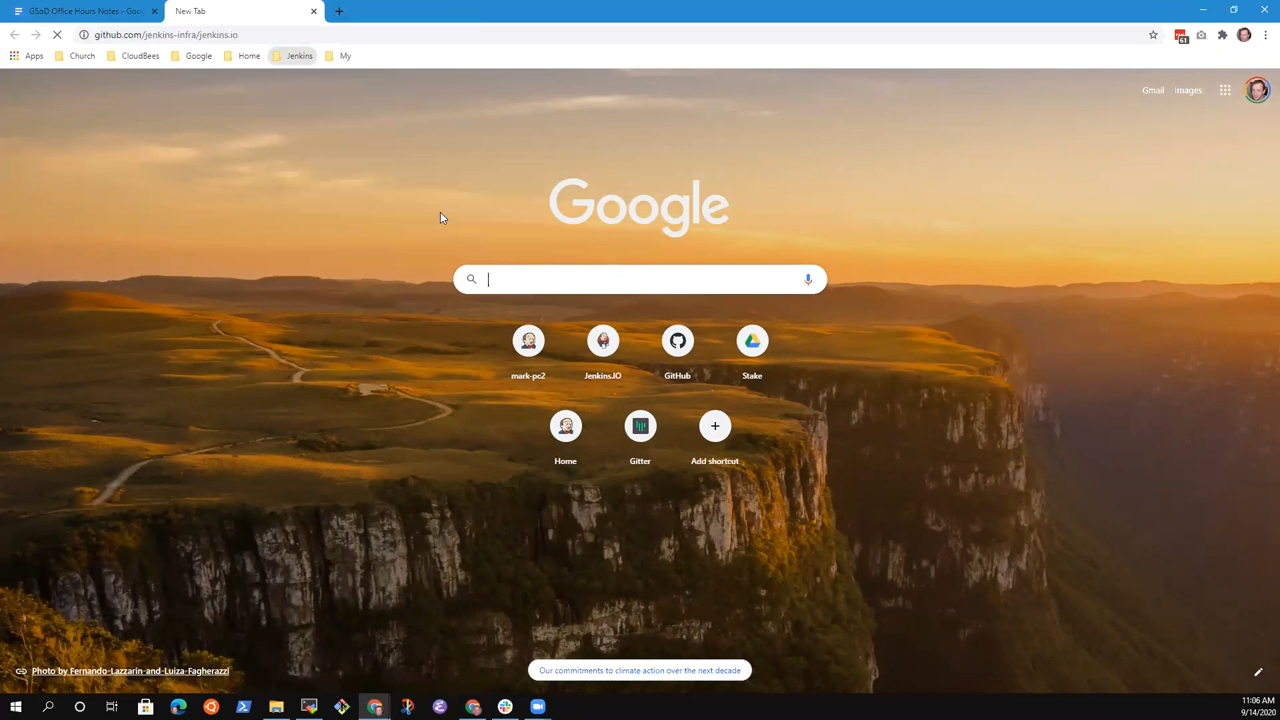 GSoD Office Hours Notes - Goog
New Tab
github.com/jenkins-infra/jenkins.io
Apps
Church
CloudBees
Google
Home
Jenkins
My
61
Gmail
Images
Google
mark-pc2
Jenkins.IO
GitHub
Stake
Home
Gitter
Add shortcut
Photo by Fernando-Lazzarin-and-Luiza-Fagherazzi
Our commitments to climate action over the next decade
11:06 AM
9/14/2020